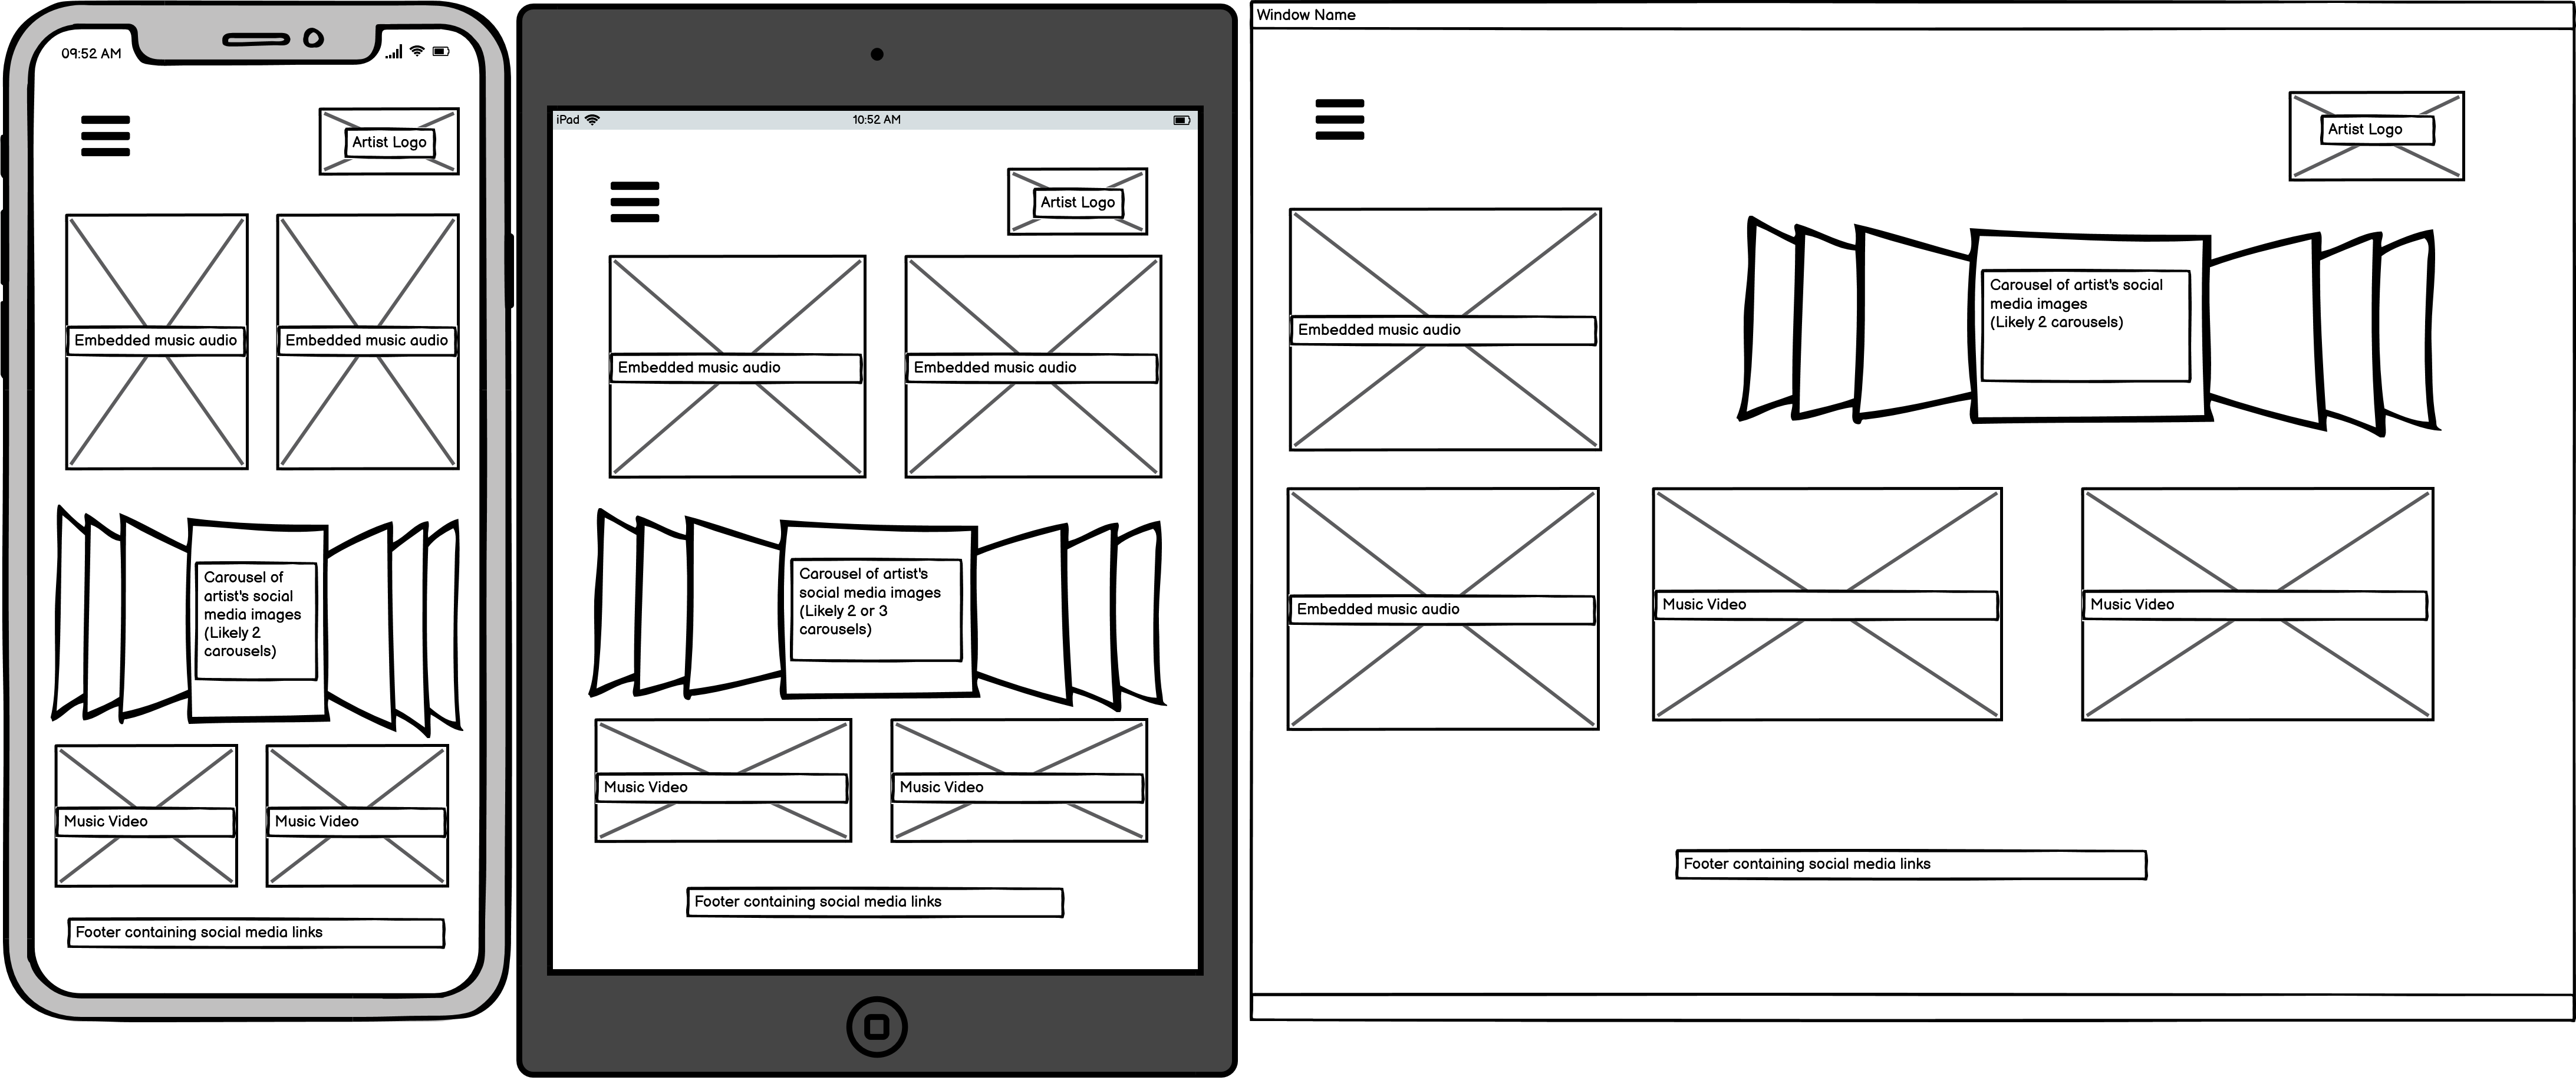 09:52 AM
Artist Logo
Embedded music audio
Embedded music audio
Carousel of
artist's social
media images
(Likely 2
carousels)
Music Video
Music Video
Footer containing social media links
iPad
10:52 AM
Artist Logo
Embedded music audio
Embedded music audio
Carousel of artist's
social media images
(Likely 2 or 3
carousels)
Music Video
Music Video
Footer containing social media links
Window Name
Artist Logo
Embedded music audio
Carousel of artist's social
media images
(Likely 2 carousels)
Embedded music audio
Music Video
Music Video
Footer containing social media links